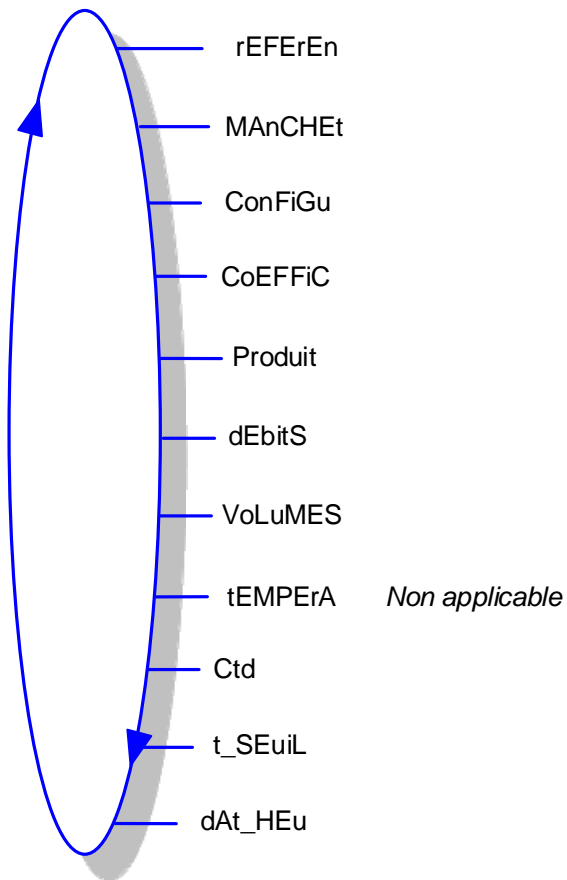 rEFErEn
MAnCHEt
ConFiGu
CoEFFiC
Produit
dEbitS
VoLuMES
tEMPErA Non applicable
Ctd
t_SEuiL
dAt_HEu